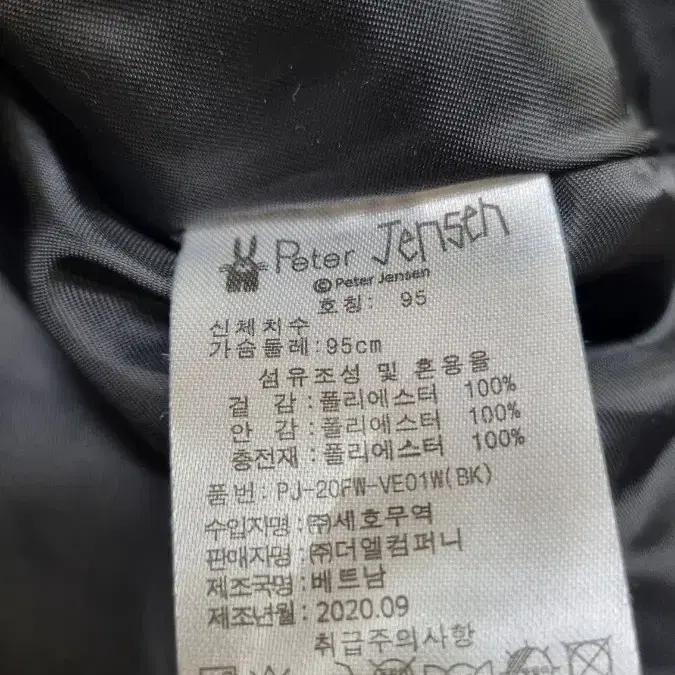 Peter Jensen
©Peter Jensen
호칭: 95
신체치수
가슴둘레:95cm
섬유조성 및 혼용율
겉 감:폴리에스터 100%
안 감:폴리에스터 100%
충전재:폴리에스터 100%
품번: PJ-20FW-VE01W(BK)
수입자명:㈜세호무역
판매자명:㈜더엘컴퍼니
제조국명:베트남
제조년월:2020.09
취급주의사항